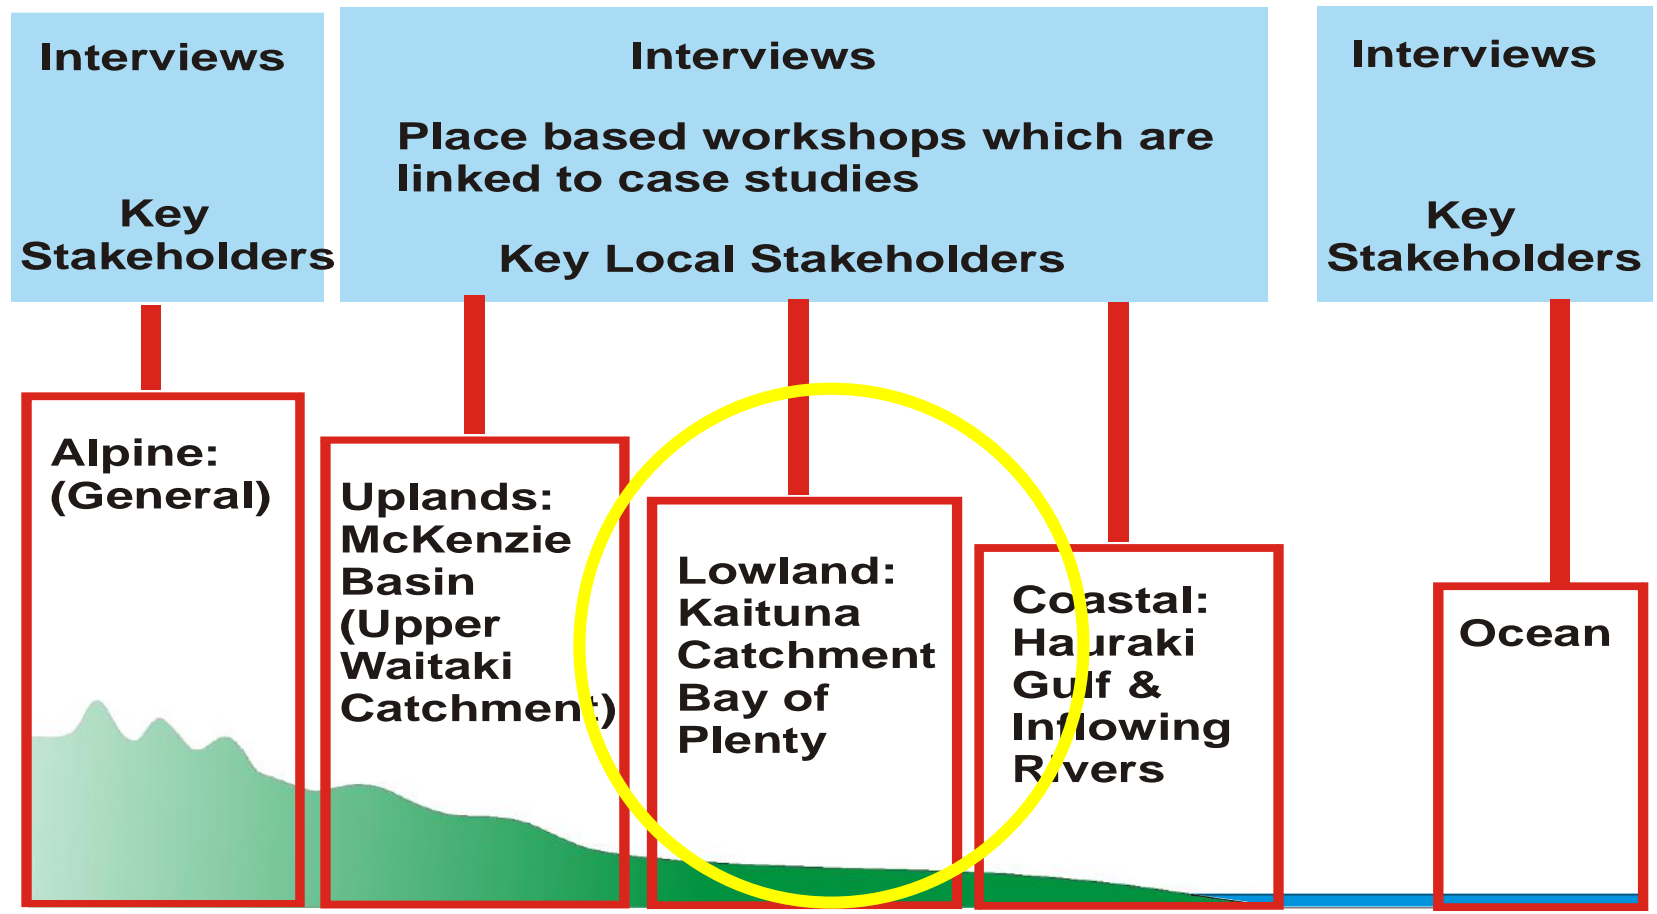 Interviews
Key
Stakeholders
Interviews
Place based workshops which are
linked to case studies
Key Local Stakeholders
Interviews
Key
Stakeholders
Alpine:
(General)
Uplands:
McKenzie
Basin
(Upper
Waitaki
Catchment)
Lowland:
Kaituna
Catchment
Bay of
Plenty
Coastal:
Hauraki
Gulf &
Inflowing
Rivers
Ocean